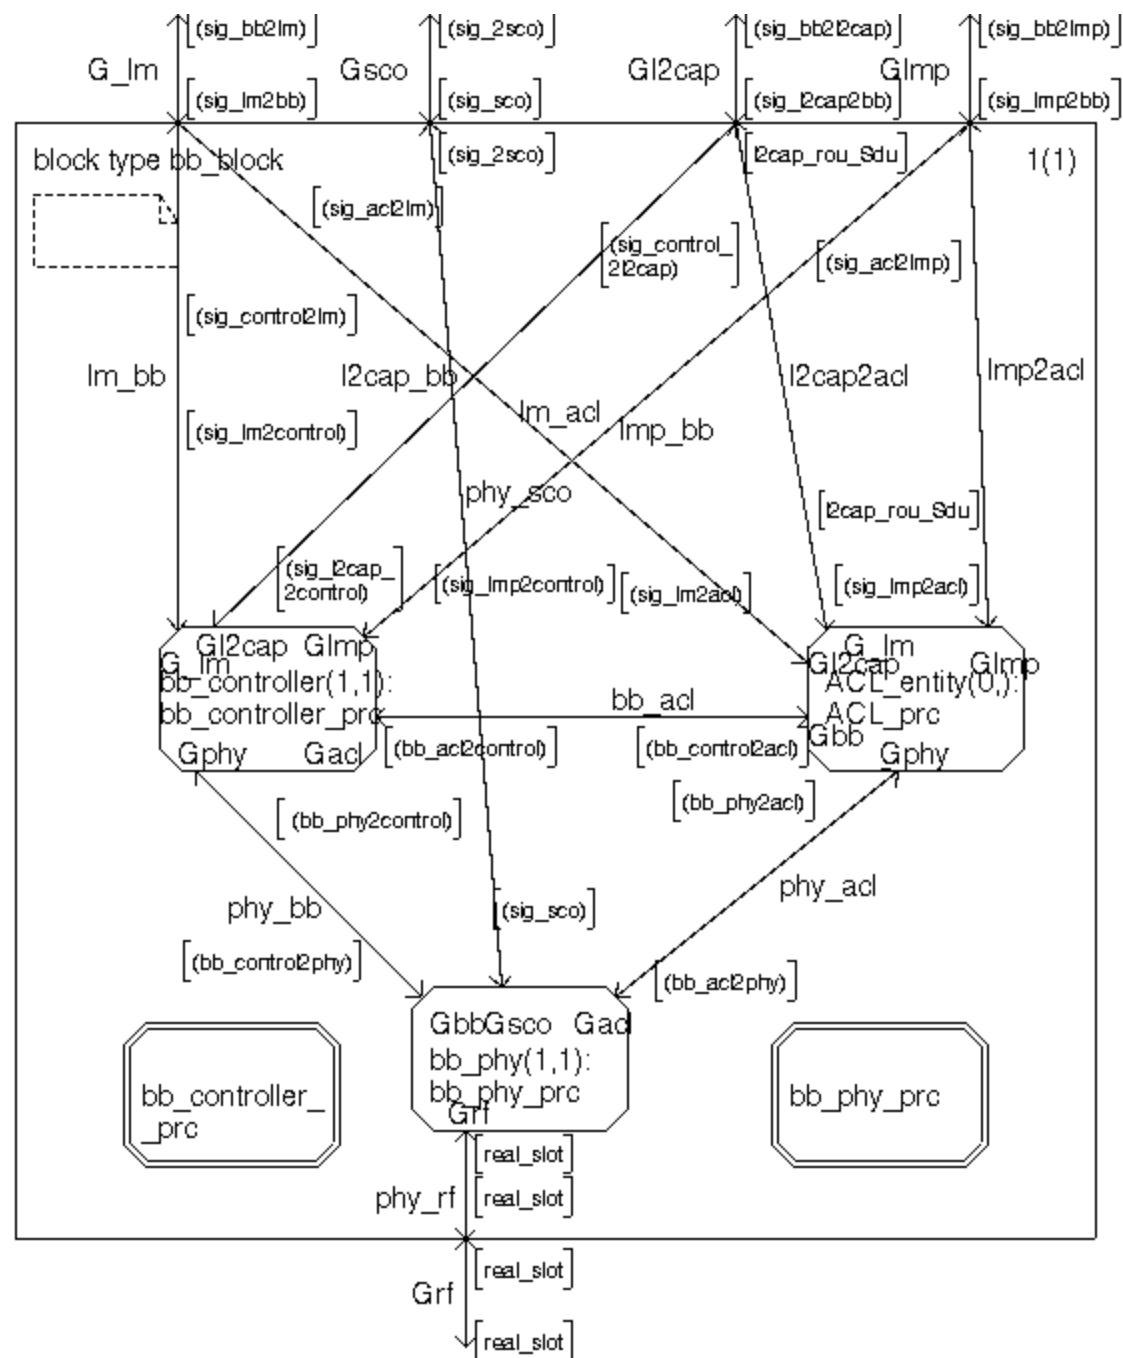 [(sig_bb2lm)]
[(sig_2sco)]
[(sig_bb2l2cap)]
[(sig_bb2lmp)]
G_lm
Gsco
Gl2cap
Glmp
[(sig_lm2bb)]
[(sig_sco)]
[(sig_l2cap2bb)]
[(sig_lmp2bb)]
block type bb_block
[(sig_2sco)]
[l2cap_rou_Sdu]
1(1)
[(sig_acl2lm)]
[(sig_control_
2l2cap)]
[(sig_acl2lmp)]
[(sig_control2lm)]
lm_bb
l2cap_bb
l2cap2acl
lmp2acl
lm_acl
lmp_bb
[(sig_lm2control)]
phy_sco
[l2cap_rou_Sdu]
[(sig_l2cap_
2control)]
[(sig_lmp2control)]
[(sig_lm2acl)]
[(sig_lmp2acl)]
Gl2cap
Glmp
G_lm
bb_controller(1,1):
bb_controller_prc
Gphy
Gacl
G_lm
Gl2cap
Glmp
ACL_entity(0,):
ACL_prc
Gbb
Gphy
bb_acl
[(bb_acl2control)]
[(bb_control2acl)]
[(bb_phy2control)]
[(bb_phy2acl)]
phy_bb
[(sig_sco)]
phy_acl
[(bb_control2phy)]
[(bb_acl2phy)]
Gbb
Gsco
Gacl
bb_phy(1,1):
bb_phy_prc
Grf
bb_controller_
_prc
bb_phy_prc
[real_slot]
phy_rf
[real_slot]
[real_slot]
Grf
[real_slot]